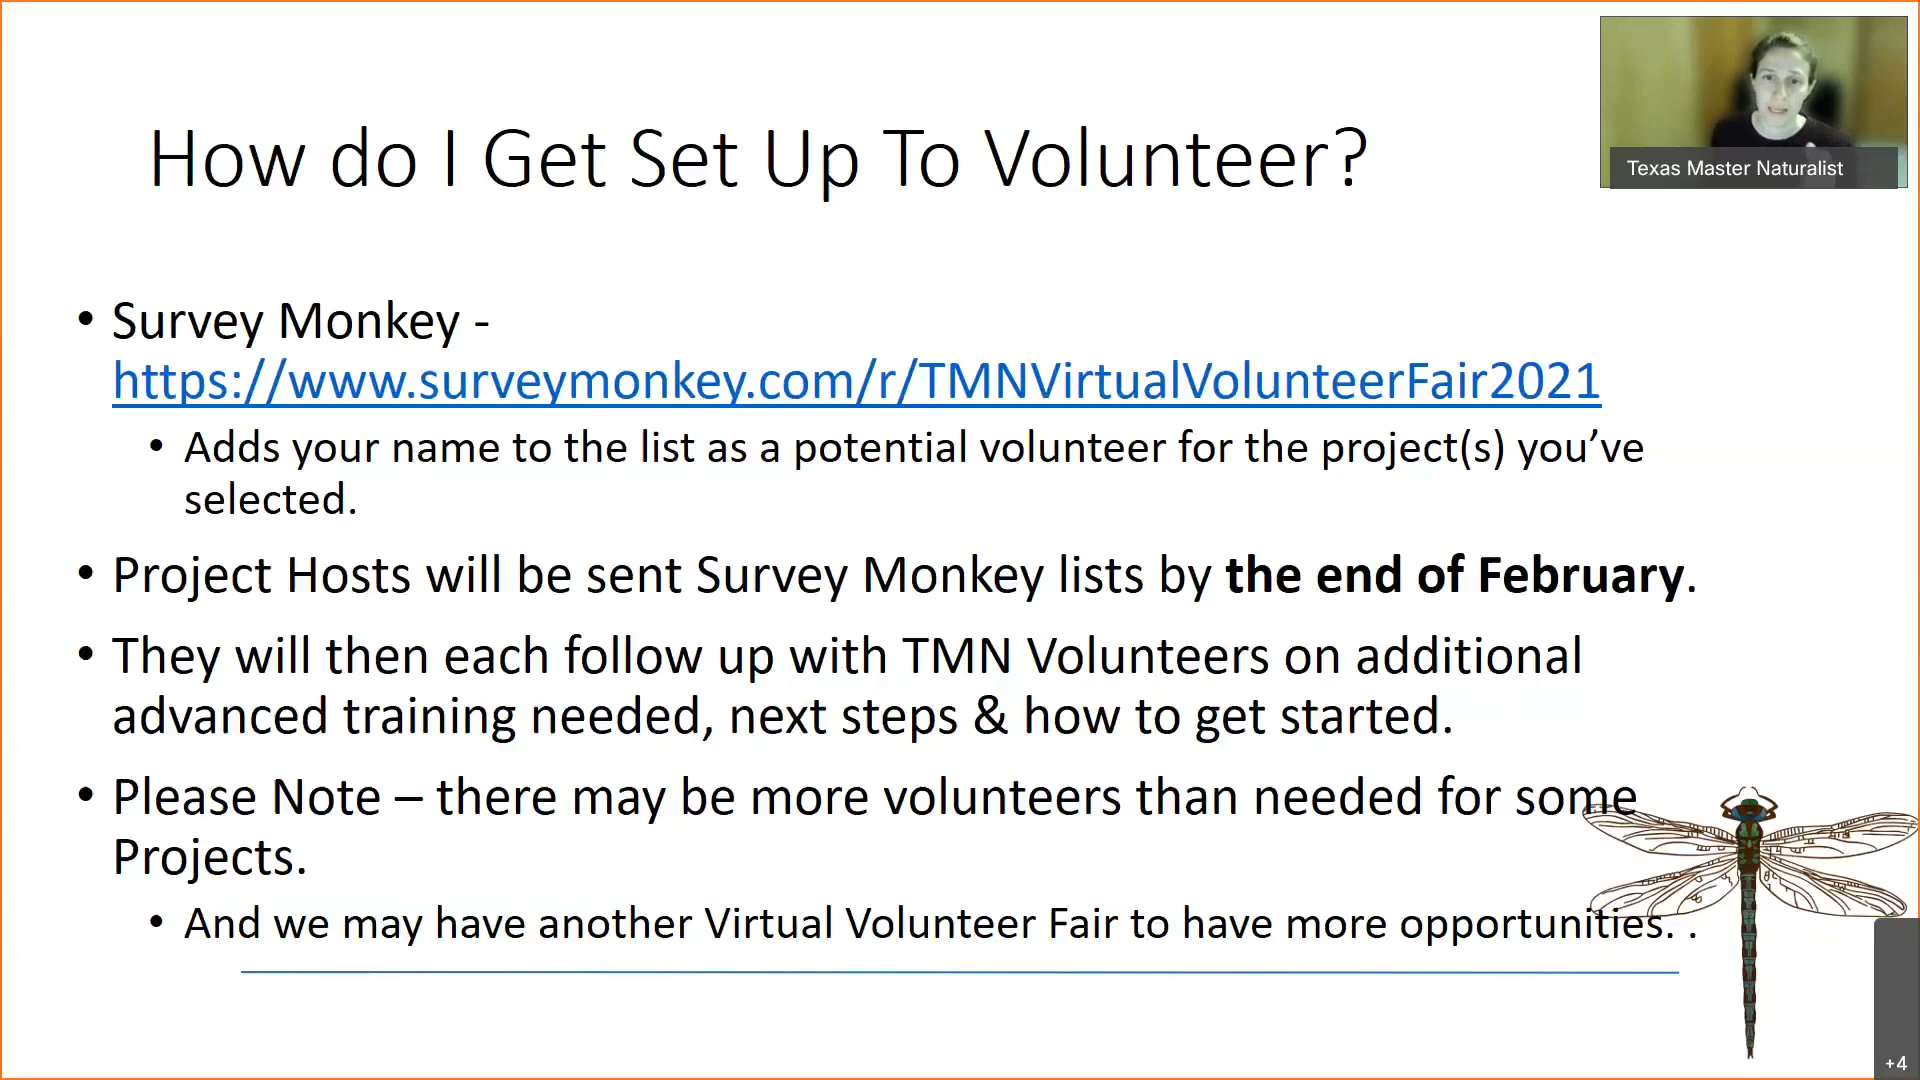 How do I Get Set Up To Volunteer?
Texas Master Naturalist
• Survey Monkey -
https://www.surveymonkey.com/r/TMNVirtualVolunteerFair2021
• Adds your name to the list as a potential volunteer for the project(s) you’ve
selected.
• Project Hosts will be sent Survey Monkey lists by the end of February.
• They will then each follow up with TMN Volunteers on additional
advanced training needed, next steps & how to get started.
• Please Note – there may be more volunteers than needed for some
Projects.
• And we may have another Virtual Volunteer Fair to have more opportunities. .
+4